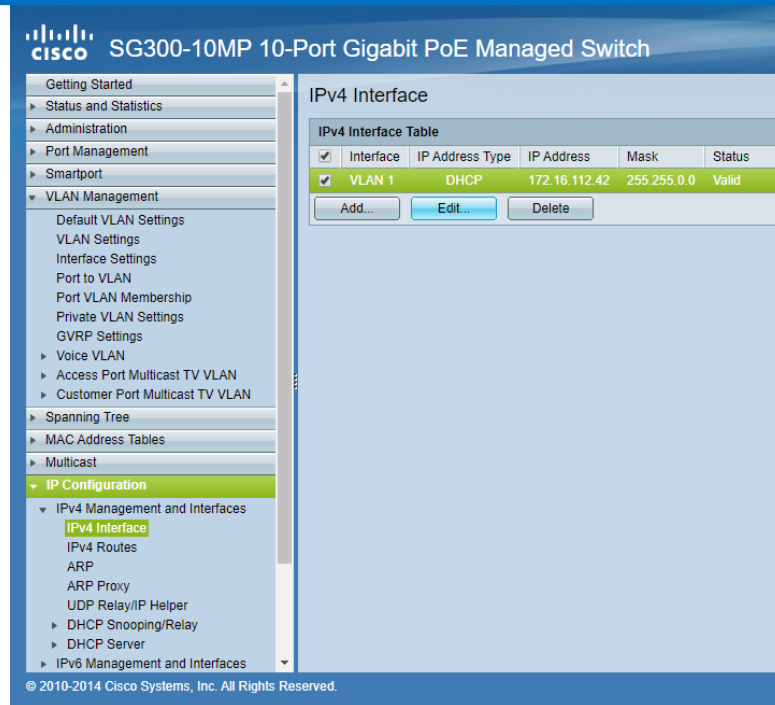 CISCO SG300-10MP 10-Port Gigabit PoE Managed Switch
Getting Started
Status and Statistics
Administration
Port Management
Smartport
VLAN Management
Default VLAN Settings
VLAN Settings
Interface Settings
Port to VLAN
Port VLAN Membership
Private VLAN Settings
GVRP Settings
Voice VLAN
Access Port Multicast TV VLAN
Customer Port Multicast TV VLAN
Spanning Tree
MAC Address Tables
Multicast
IP Configuration
IPv4 Management and Interfaces
IPv4 Interface
IPv4 Routes
ARP
ARP Proxy
UDP Relay/IP Helper
DHCP Snooping/Relay
DHCP Server
IPv6 Management and Interfaces
IPv4 Interface
IPv4 Interface Table
Interface IP Address Type IP Address Mask Status
VLAN 1 DHCP 172.16.112.42 255.255.0.0 Valid
Add... Edit... Delete
© 2010-2014 Cisco Systems, Inc. All Rights Reserved.